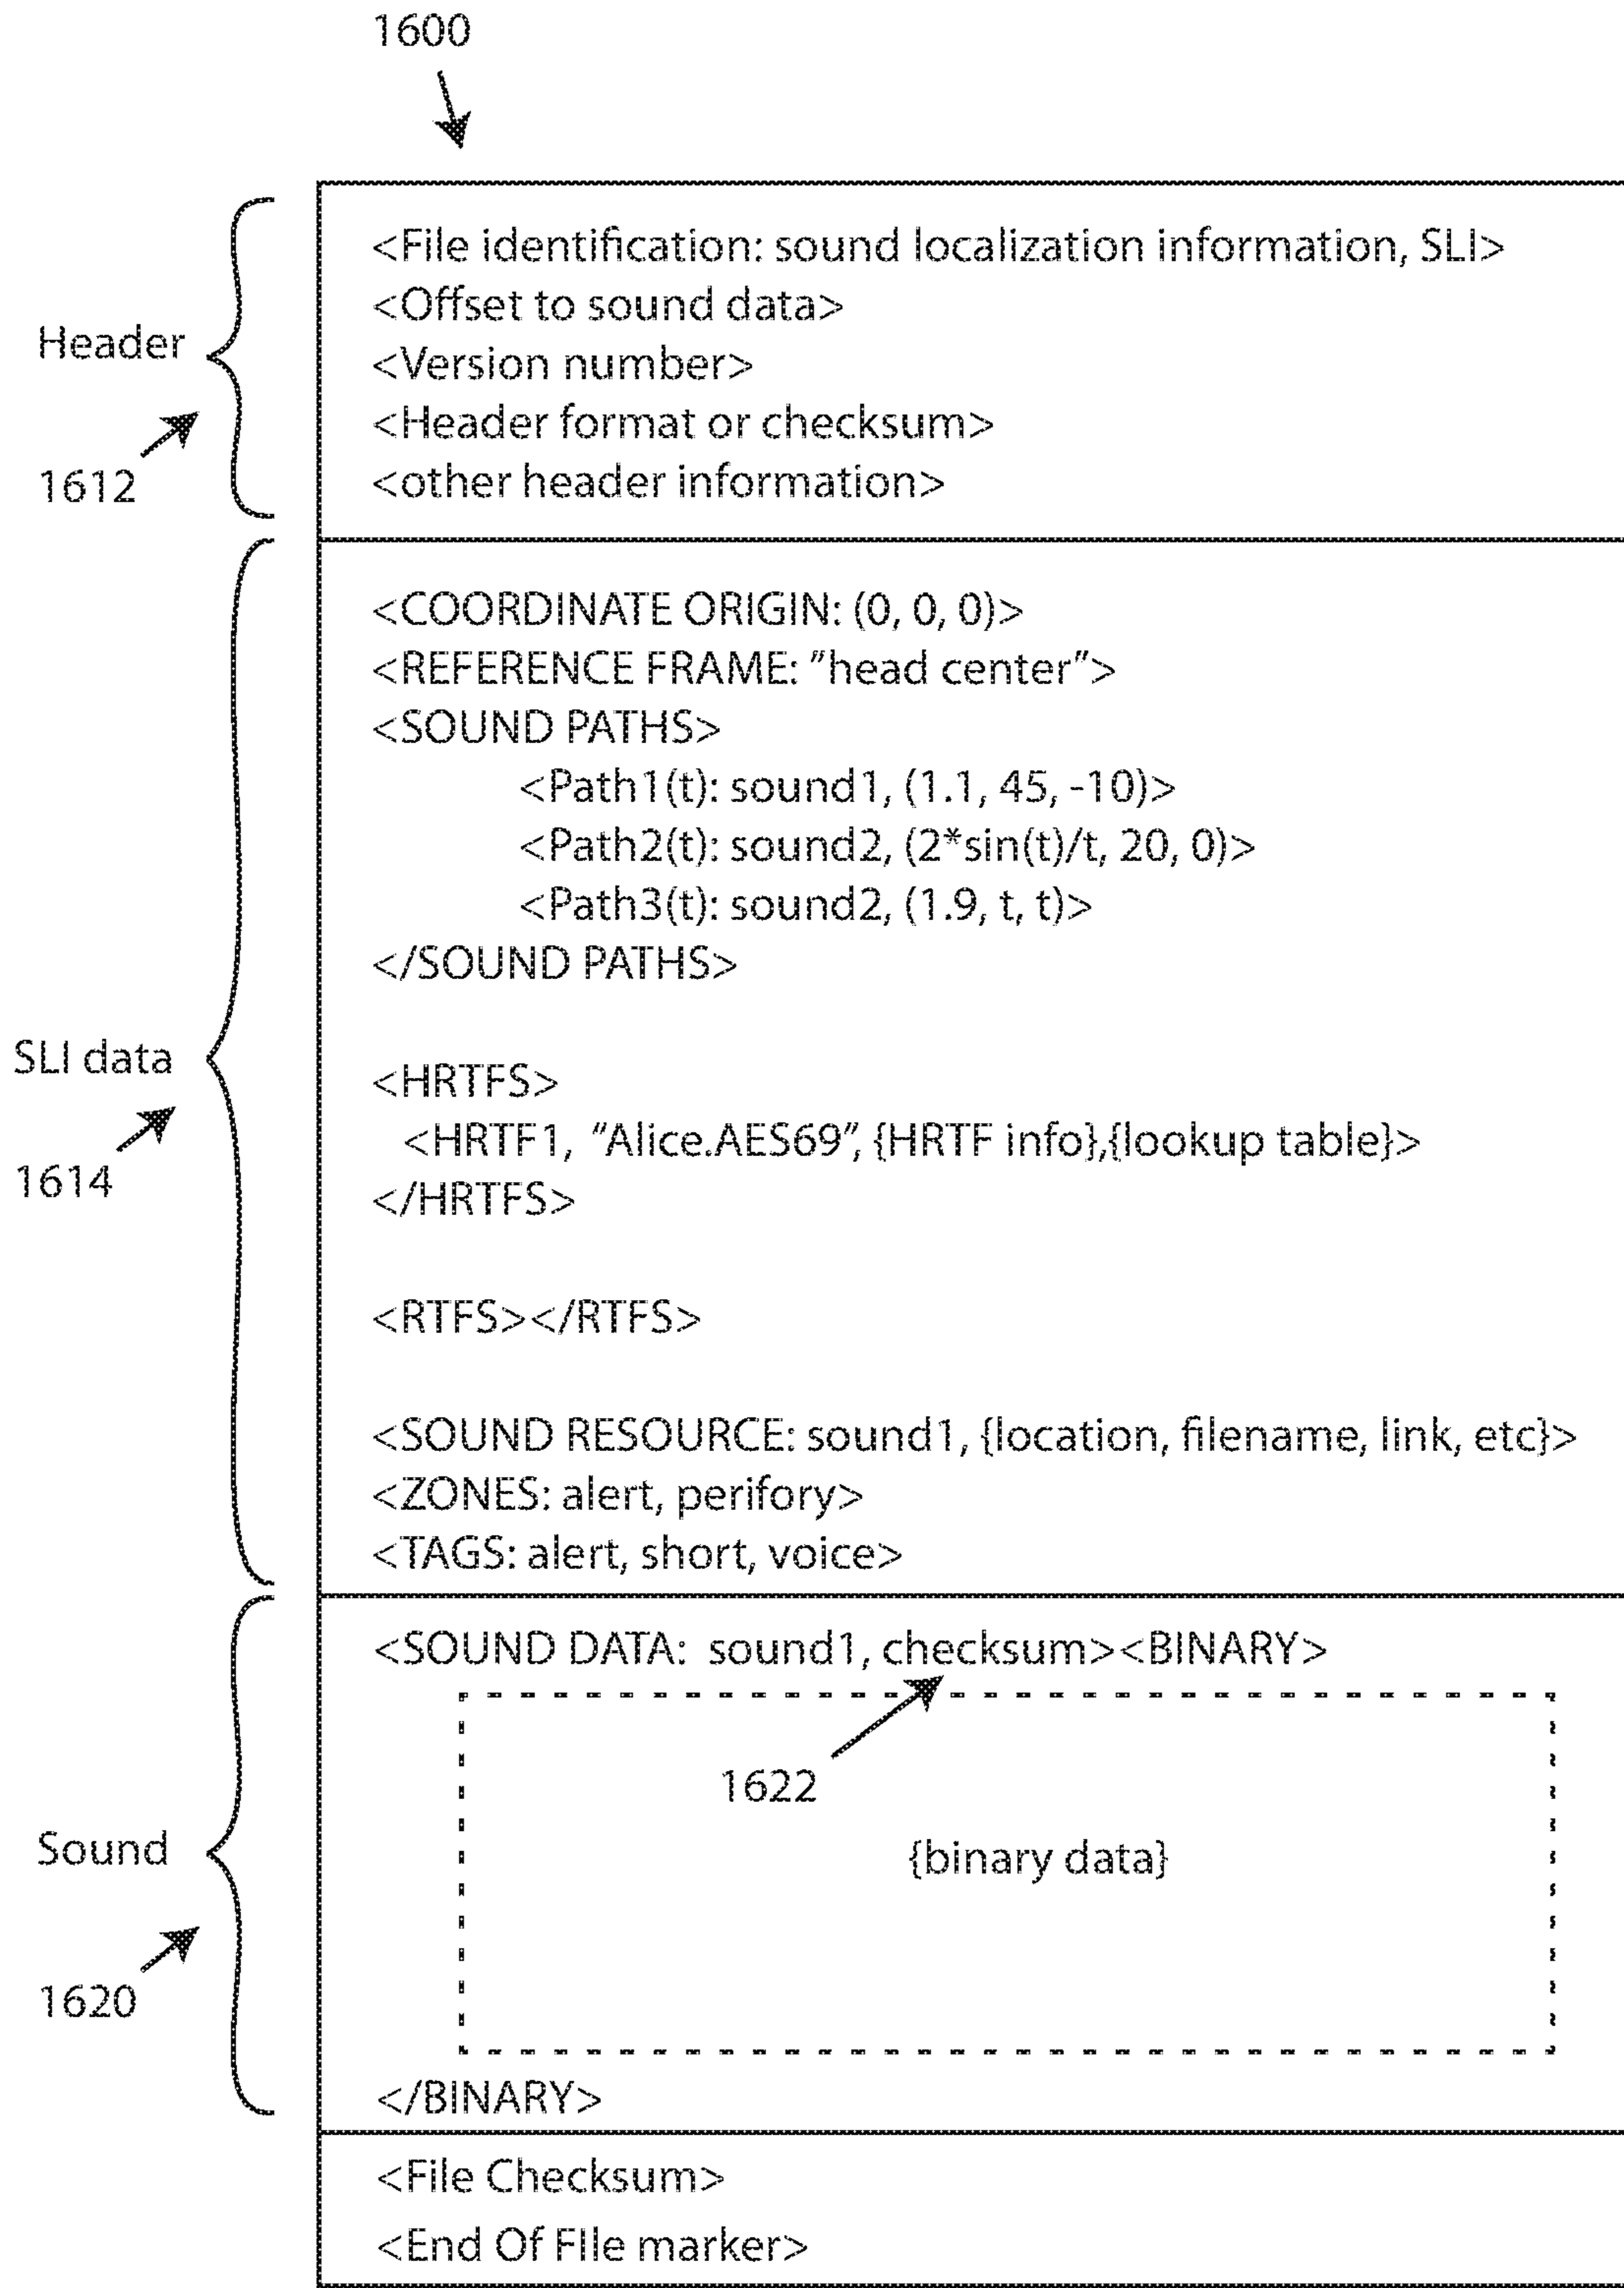 1600
<File identification: sound localization information, SLI>
<Offset to sound data>
Header
<Version number>
<Header format or checksum>
1612
<other header information>
<COORDINATE ORIGIN: (0, 0, 0)>
<REFERENCE FRAME: ”head center”>
<SOUND PATHS>
<Path1(t): sound1, (1.1, 45, -10)>
<Path2(t): sound2, (2*sin(t)/t, 20, 0)>
<Path3(t): sound2, (1.9, t, t)>
</SOUND PATHS>
SLI data
1614
<HRTFS>
<HRTF1, “Alice.AES69”, {HRTF info},{lookup table}>
</HRTFS>
<RTFS></RTFS>
<SOUND RESOURCE: sound1, {location, filename, link, etc}>
<ZONES: alert, perifory>
<TAGS: alert, short, voice>
<SOUND DATA: sound1, checksum><BINARY>
1622
Sound
{binary data}
1620
</BINARY>
<File Checksum>
<End Of FIle marker>